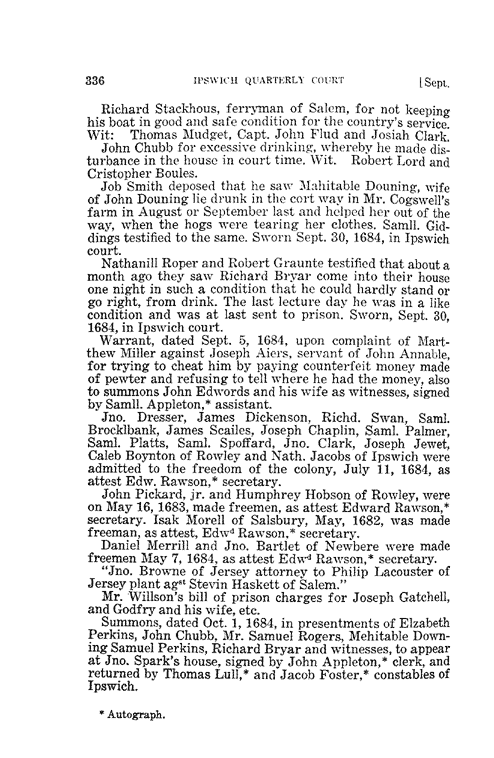 336 IPSWICH QUARTERLY COURT [Sept.
Richard Stackhous, ferryman of Salem, for not keeping
his boat in good and safe condition for the country's service.
Wit: Thomas Mudget, Capt. John Flud and Josiah Clark.
John Chubb for excessive drinking, whereby he made dis-
turbance in the house in court time. Wit. Robert Lord and
Cristopher Boules.
Job Smith deposed that he saw Mahitable Douning, wife
of John Douning lie drunk in the cort way in Mr. Cogswell's
farm in August or September last and helped her out of the
way, when the hogs were tearing her clothes. Samll. Gid-
dings testified to the same. Sworn Sept. 30, 1684, in Ipswich
court.
Nathanill Roper and Robert Graunte testified that about a
month ago they saw Richard Bryar come into their house
one night in such a condition that he could hardly stand or
go right, from drink. The last lecture day he was in a like
condition and was at last sent to prison. Sworn, Sept. 30,
1684, in Ipswich court.
Warrant, dated Sept. 5, 1684, upon complaint of Mart-
thew Miller against Joseph Aiers, servant of John Annable,
for trying to cheat him by paying counterfeit money made
of pewter and refusing to tell where he had the money, also
to summons John Edwords and his wife as witnesses, signed
by Samll. Appleton,* assistant.
Jno. Dresser, James Dickenson, Richd. Swan, Saml.
Brocklbank, James Scailes, Joseph Chaplin, Saml. Palmer,
Saml. Platts, Saml. Spoffard, Jno. Clark, Joseph Jewet,
Caleb Boynton of Rowley and Nath. Jacobs of Ipswich were
admitted to the freedom of the colony, July 11, 1684, as
attest Edw. Rawson,* secretary.
John Pickard, jr. and Humphrey Hobson of Rowley, were
on May 16, 1683, made freemen, as attest Edward Rawson,*
secretary. Isak Morell of Salsbury, May, 1682, was made
freeman, as attest, Edwᵈ Rawson,* secretary.
Daniel Merrill and Jno. Bartlet of Newbere were made
freemen May 7, 1684, as attest Edwᵈ Rawson,* secretary.
"Jno. Browne of Jersey attorney to Philip Lacouster of
Jersey plant agˢᵗ Stevin Haskett of Salem."
Mr. Willson's bill of prison charges for Joseph Gatchell,
and Godfry and his wife, etc.
Summons, dated Oct. 1, 1684, in presentments of Elzabeth
Perkins, John Chubb, Mr. Samuel Rogers, Mehitable Down-
ing Samuel Perkins, Richard Bryar and witnesses, to appear
at Jno. Spark's house, signed by John Appleton,* clerk, and
returned by Thomas Lull,* and Jacob Foster,* constables of
Ipswich.
* Autograph.